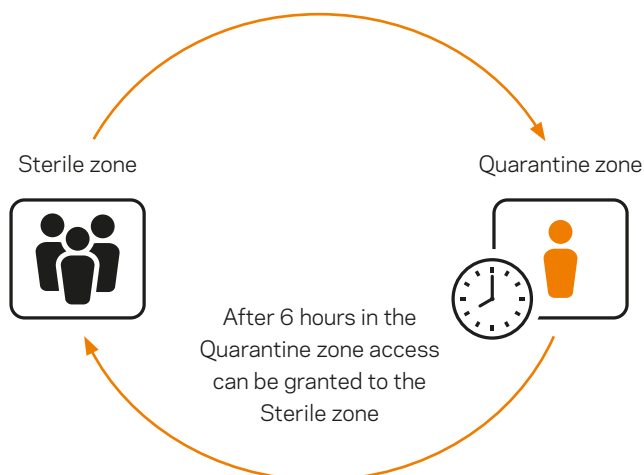 Sterile zone
Quarantine zone
After 6 hours in the
Quarantine zone access
can be granted to the
Sterile zone